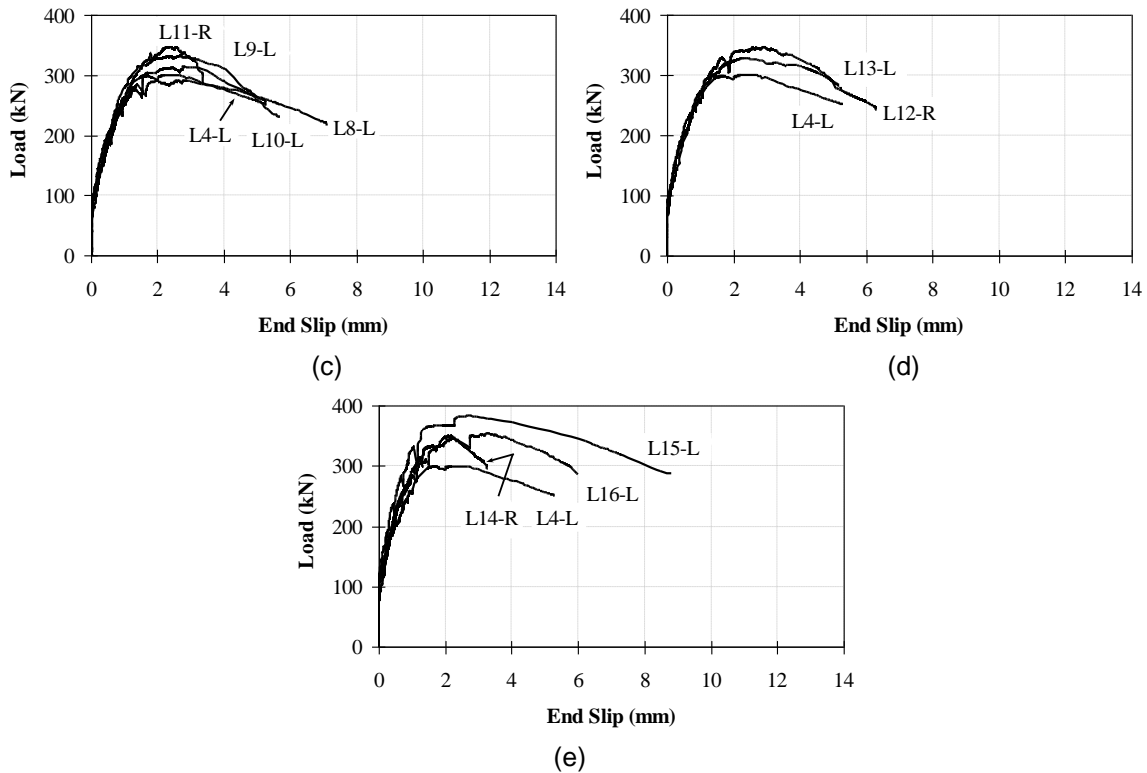 400
300
200
100
0
Load (kN)
L11-R
L9-L
L4-L
L10-L
L8-L
0 2 4 6 8 10 12 14
End Slip (mm)
(c)
400
300
200
100
0
Load (kN)
L13-L
L12-R
L4-L
0 2 4 6 8 10 12 14
End Slip (mm)
(d)
400
300
200
100
0
Load (kN)
L15-L
L16-L
L14-R L4-L
0 2 4 6 8 10 12 14
End Slip (mm)
(e)